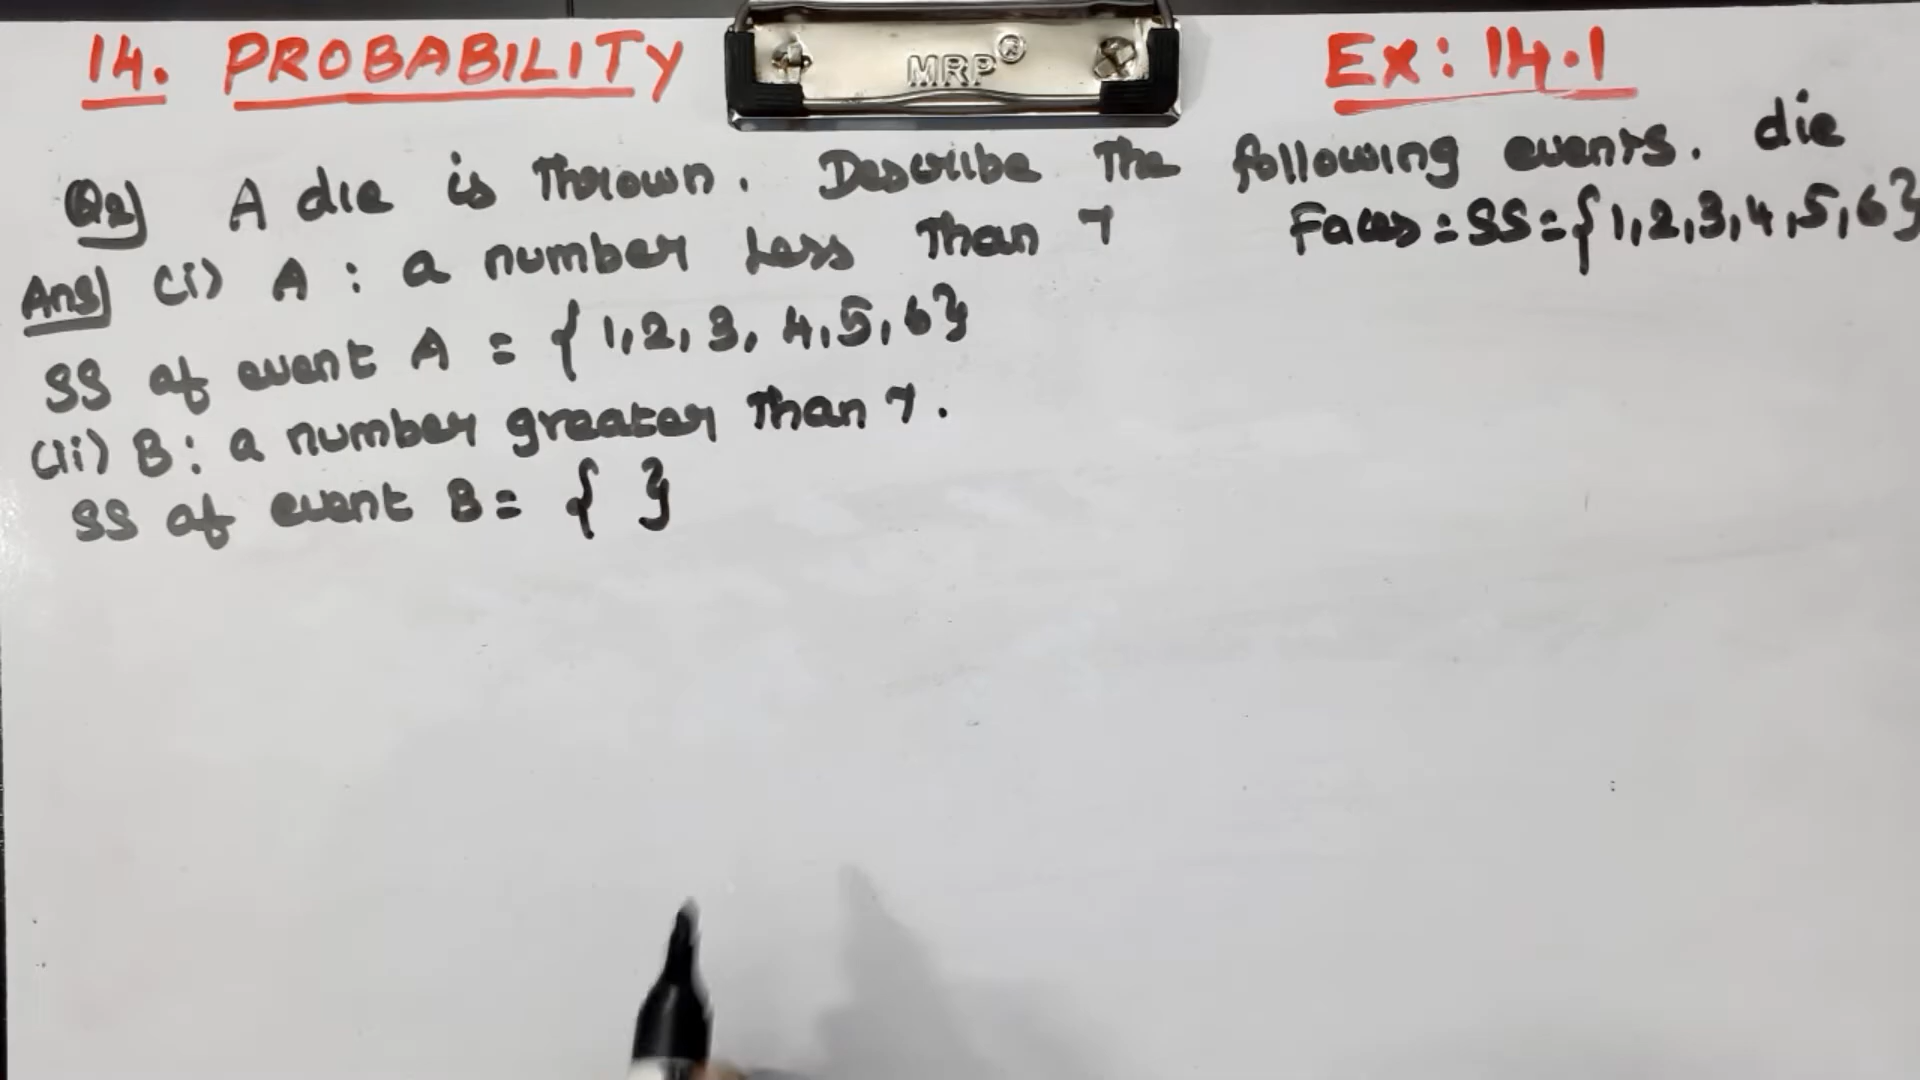 14. PROBABILITY
MRP®
Ex: 14.1
Q2) A die is Thrown. Describe The following events. die
Faces = SS = {1,2,3,4,5,6}
Ans) (i) A : a number Less Than 7
SS of event A = {1,2,3,4,5,6}
(ii) B: a number greater Than 7.
SS of event B = { }